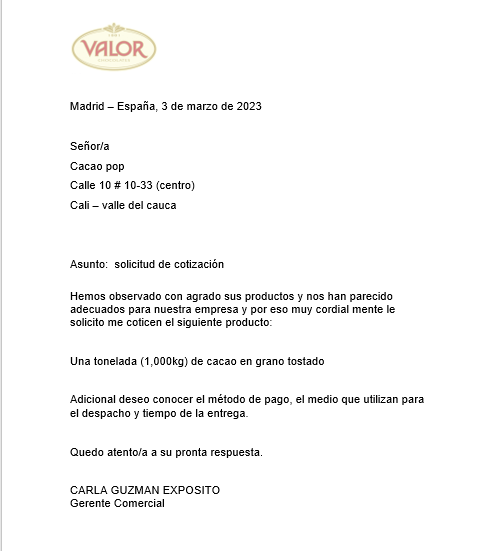 VALOR
Madrid – España, 3 de marzo de 2023
Señor/a
Cacao pop
Calle 10 # 10-33 (centro)
Cali – valle del cauca
Asunto:  solicitud de cotización
Hemos observado con agrado sus productos y nos han parecido
adecuados para nuestra empresa y por eso muy cordial mente le
solicito me coticen el siguiente producto:
Una tonelada (1,000kg) de cacao en grano tostado
Adicional deseo conocer el método de pago, el medio que utilizan para
el despacho y tiempo de la entrega.
Quedo atento/a a su pronta respuesta.
CARLA GUZMAN EXPOSITO
Gerente Comercial